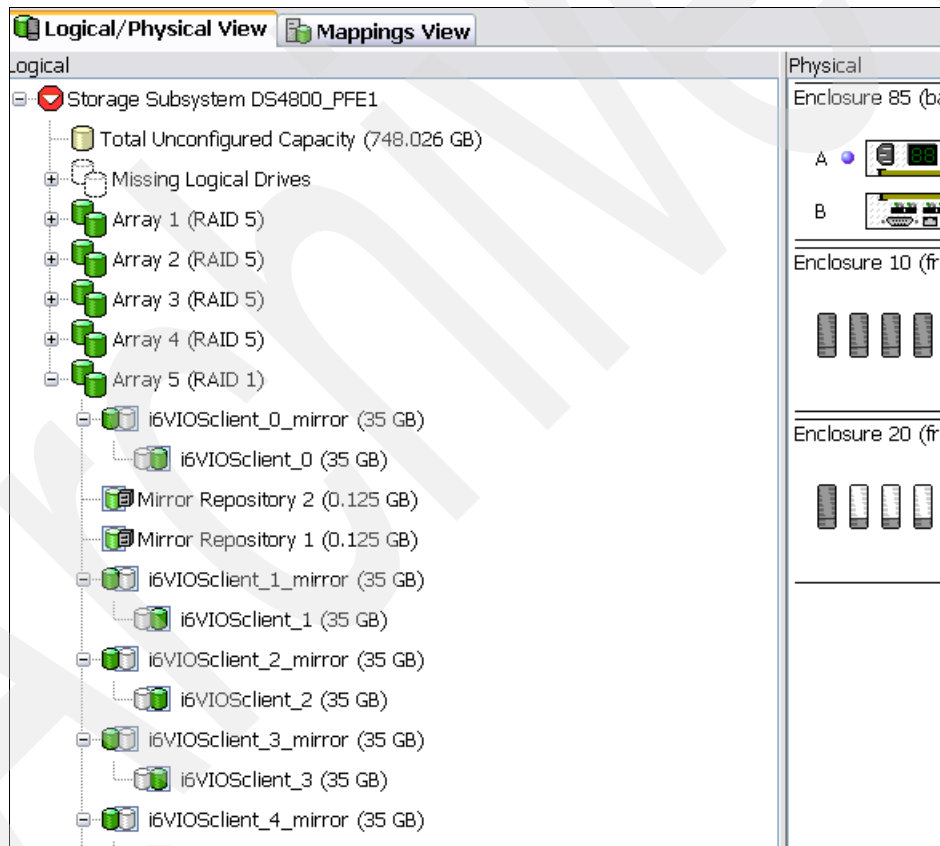 Logical/Physical View Mappings View
Logical
Storage Subsystem DS4800_PFE1
Total Unconfigured Capacity (748.026 GB)
Missing Logical Drives
Array 1 (RAID 5)
Array 2 (RAID 5)
Array 3 (RAID 5)
Array 4 (RAID 5)
Array 5 (RAID 1)
i6VIOSclient_0_mirror (35 GB)
i6VIOSclient_0 (35 GB)
Mirror Repository 2 (0.125 GB)
Mirror Repository 1 (0.125 GB)
i6VIOSclient_1_mirror (35 GB)
i6VIOSclient_1 (35 GB)
i6VIOSclient_2_mirror (35 GB)
i6VIOSclient_2 (35 GB)
i6VIOSclient_3_mirror (35 GB)
i6VIOSclient_3 (35 GB)
i6VIOSclient_4_mirror (35 GB)
Physical
Enclosure 85 (ba
A
88
B
Enclosure 10 (fr
Enclosure 20 (fr
Archive